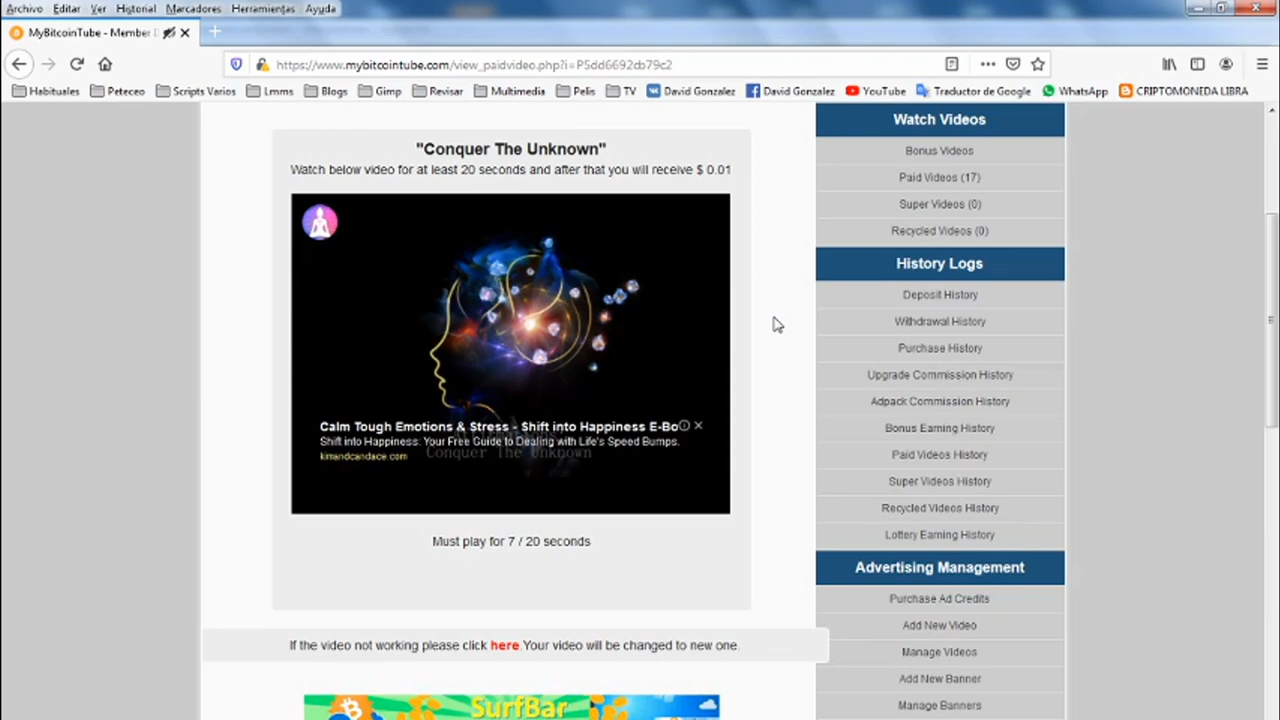 Archivo Editar Ver Historial Marcadores Herramientas Ayuda
MyBitcoinTube - Member
https://www.mybitcointube.com/view_paidvideo.php?i=P5dd6692cb79c2
Habituales Peteceo Scripts Varios Lmms Blogs Gimp Revisar Multimedia Pelis TV David Gonzalez David Gonzalez YouTube Traductor de Google WhatsApp CRIPTOMONEDA LIBRA
"Conquer The Unknown"
Watch below video for at least 20 seconds and after that you will receive $ 0.01
Calm Tough Emotions & Stress - Shift into Happiness E-Bo
Shift into Happiness: Your Free Guide to Dealing with Life's Speed Bumps.
kimandcandace.com
Conquer The Unknown
Must play for 7 / 20 seconds
If the video not working please click here.Your video will be changed to new one.
SurfBar
Watch Videos
Bonus Videos
Paid Videos (17)
Super Videos (0)
Recycled Videos (0)
History Logs
Deposit History
Withdrawal History
Purchase History
Upgrade Commission History
Adpack Commission History
Bonus Earning History
Paid Videos History
Super Videos History
Recycled Videos History
Lottery Earning History
Advertising Management
Purchase Ad Credits
Add New Video
Manage Videos
Add New Banner
Manage Banners